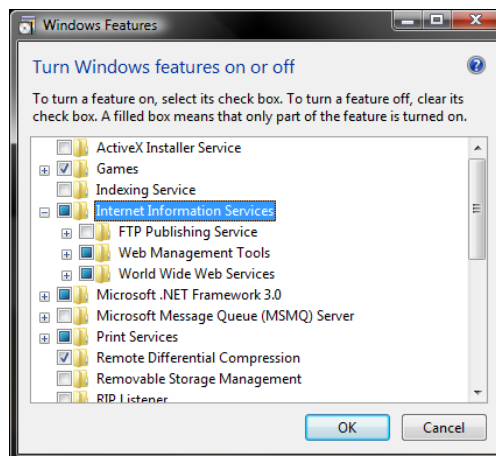 Windows Features
Turn Windows features on or off
To turn a feature on, select its check box. To turn a feature off, clear its
check box. A filled box means that only part of the feature is turned on.
ActiveX Installer Service
Games
Indexing Service
Internet Information Services
FTP Publishing Service
Web Management Tools
World Wide Web Services
Microsoft .NET Framework 3.0
Microsoft Message Queue (MSMQ) Server
Print Services
Remote Differential Compression
Removable Storage Management
RIP Listener
OK Cancel